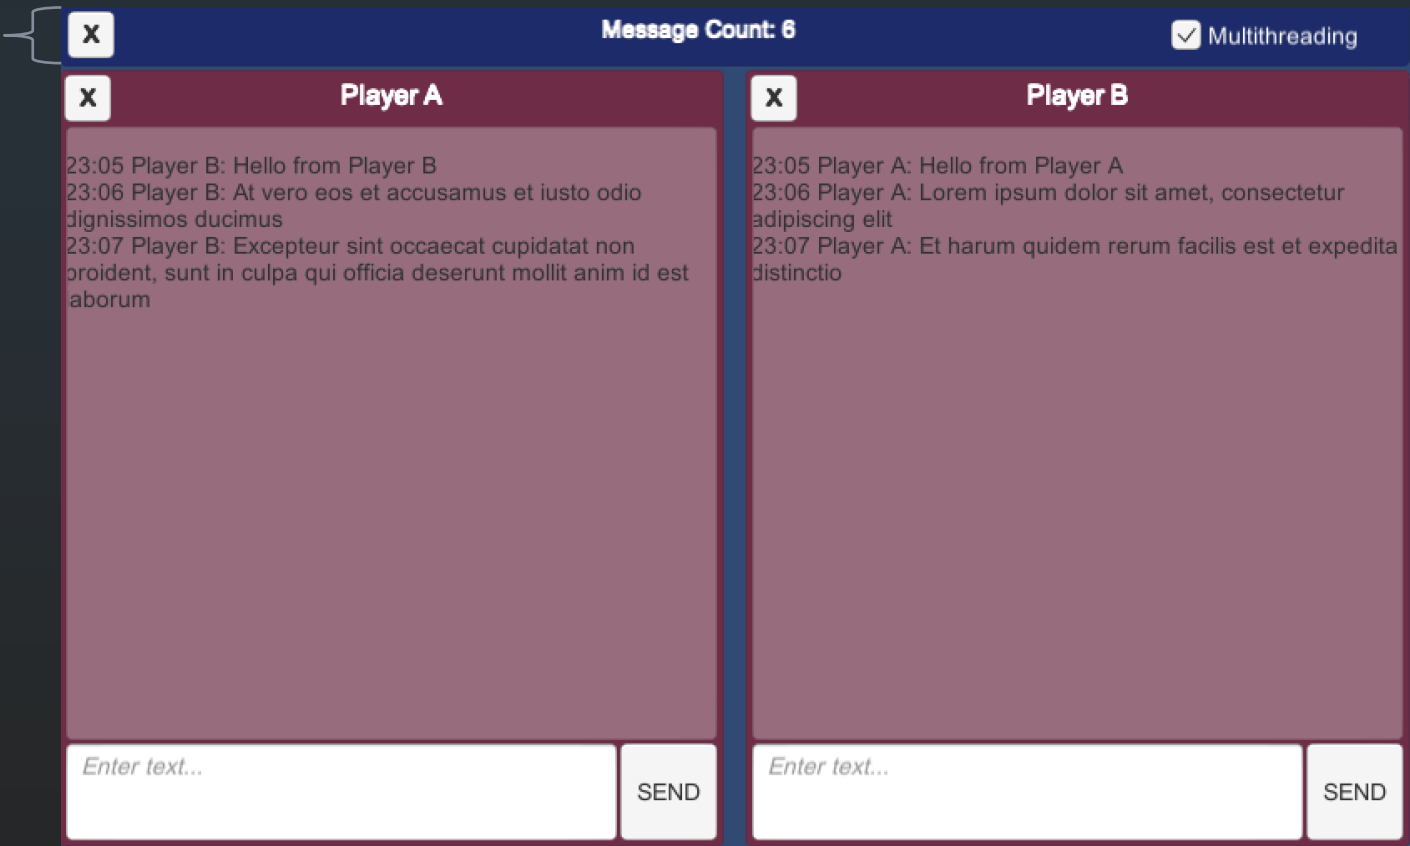 X
Message Count: 6
Multithreading
X
Player A
23:05 Player B: Hello from Player B
23:06 Player B: At vero eos et accusamus et iusto odio
dignissimos ducimus
23:07 Player B: Excepteur sint occaecat cupidatat non
proident, sunt in culpa qui officia deserunt mollit anim id est
laborum
Enter text...
SEND
X
Player B
23:05 Player A: Hello from Player A
23:06 Player A: Lorem ipsum dolor sit amet, consectetur
adipiscing elit
23:07 Player A: Et harum quidem rerum facilis est et expedita
distinctio
Enter text...
SEND